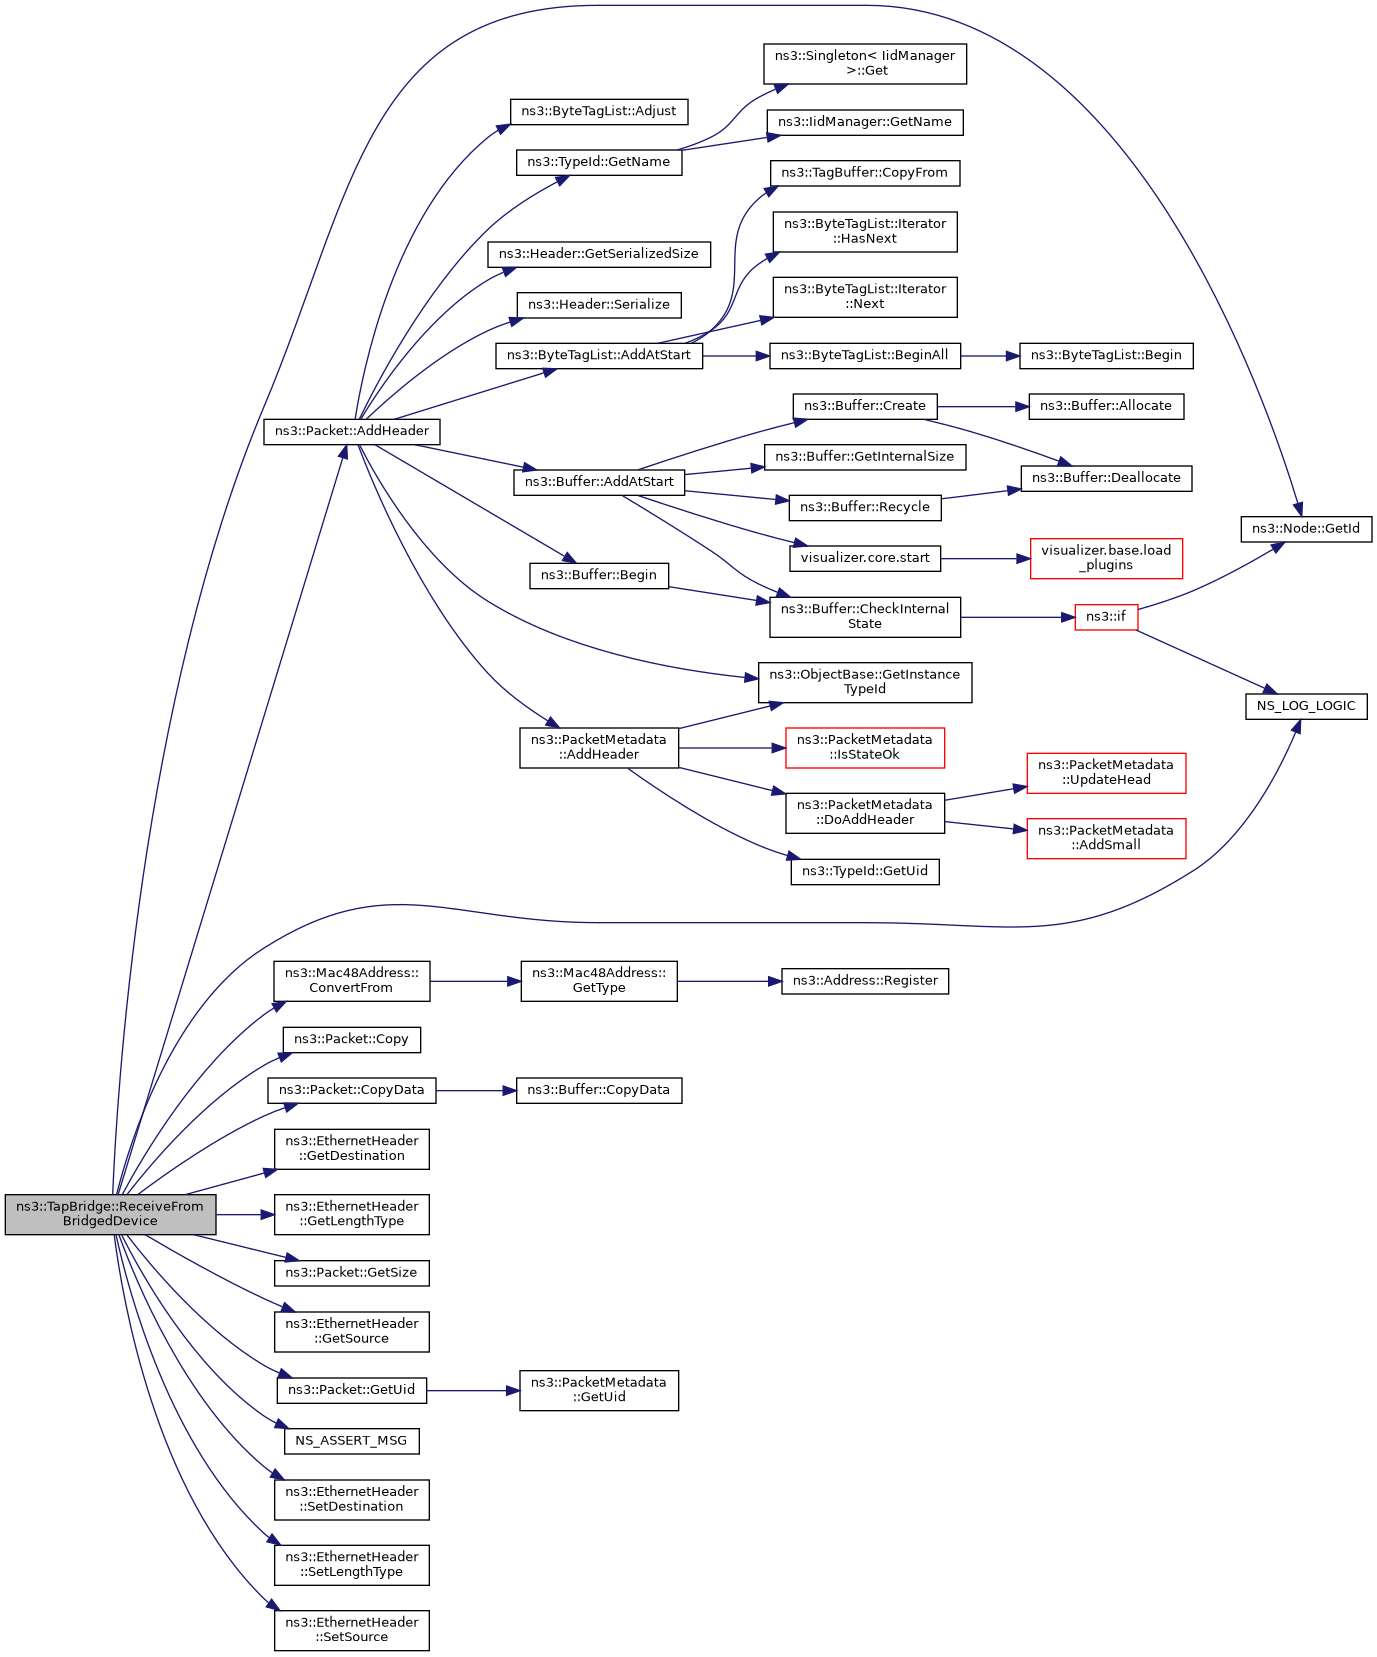 ns3::Singleton< IidManager
>::Get
ns3::ByteTagList::Adjust
ns3::IidManager::GetName
ns3::TypeId::GetName
ns3::TagBuffer::CopyFrom
ns3::ByteTagList::Iterator
::HasNext
ns3::Header::GetSerializedSize
ns3::ByteTagList::Iterator
::Next
ns3::Header::Serialize
ns3::ByteTagList::AddAtStart
ns3::ByteTagList::BeginAll
ns3::ByteTagList::Begin
ns3::Buffer::Create
ns3::Buffer::Allocate
ns3::Packet::AddHeader
ns3::Buffer::GetInternalSize
ns3::Buffer::AddAtStart
ns3::Buffer::Deallocate
ns3::Buffer::Recycle
ns3::Node::GetId
visualizer.core.start
visualizer.base.load
_plugins
ns3::Buffer::Begin
ns3::Buffer::CheckInternal
State
ns3::if
ns3::ObjectBase::GetInstance
TypeId
NS_LOG_LOGIC
ns3::PacketMetadata
::AddHeader
ns3::PacketMetadata
::IsStateOk
ns3::PacketMetadata
::UpdateHead
ns3::PacketMetadata
::DoAddHeader
ns3::PacketMetadata
::AddSmall
ns3::TypeId::GetUid
ns3::Mac48Address::
ConvertFrom
ns3::Mac48Address::
GetType
ns3::Address::Register
ns3::Packet::Copy
ns3::Packet::CopyData
ns3::Buffer::CopyData
ns3::EthernetHeader
::GetDestination
ns3::TapBridge::ReceiveFrom
BridgedDevice
ns3::EthernetHeader
::GetLengthType
ns3::Packet::GetSize
ns3::EthernetHeader
::GetSource
ns3::Packet::GetUid
ns3::PacketMetadata
::GetUid
NS_ASSERT_MSG
ns3::EthernetHeader
::SetDestination
ns3::EthernetHeader
::SetLengthType
ns3::EthernetHeader
::SetSource